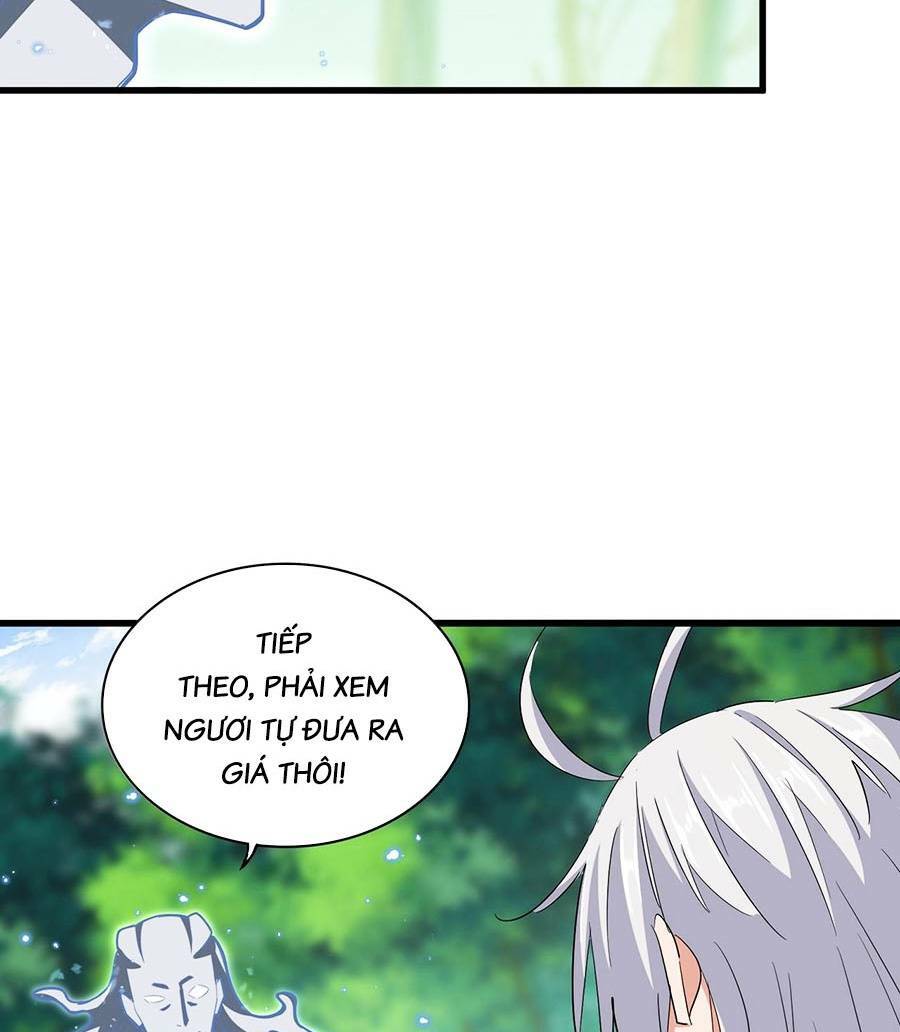 TIẾP
THEO, PHẢI XEM
NGƯƠI TỰ ĐƯA RA
GIÁ THÔI!